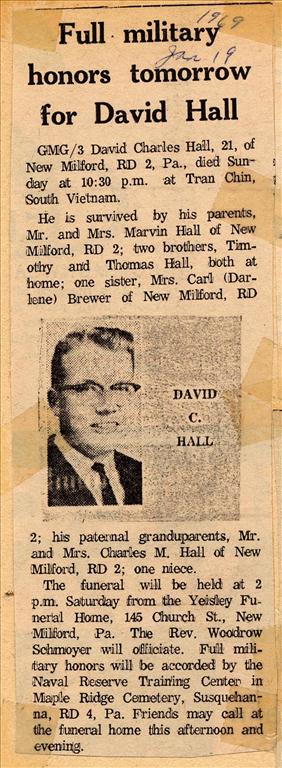 1969
Full military
Jan 19
honors tomorrow
for David Hall
GMG/3 David Charles Hall, 21, of
New Milford, RD 2, Pa., died Sun-
day at 10:30 p.m. at Tran Chin,
South Vietnam.
He is survived by his parents,
Mr. and Mrs. Marvin Hall of New
Milford, RD 2; two brothers, Tim-
othy and Thomas Hall, both at
home; one sister, Mrs. Carl (Dar-
lene) Brewer of New Milford, RD
DAVID
C.
HALL
2; his paternal granduparents, Mr.
and Mrs. Charles M. Hall of New
Milford, RD 2; one niece.
The funeral will be held at 2
p.m. Saturday from the Yeisley Fu-
neral Home, 145 Church St., New
Milford, Pa. The Rev. Woodrow
Schmoyer will officiate. Full mili-
tary honors will be accorded by the
Naval Reserve Training Center in
Maple Ridge Cemetery, Susquehan-
na, RD 4, Pa. Friends may call at
the funeral home this afternoon and
evening.